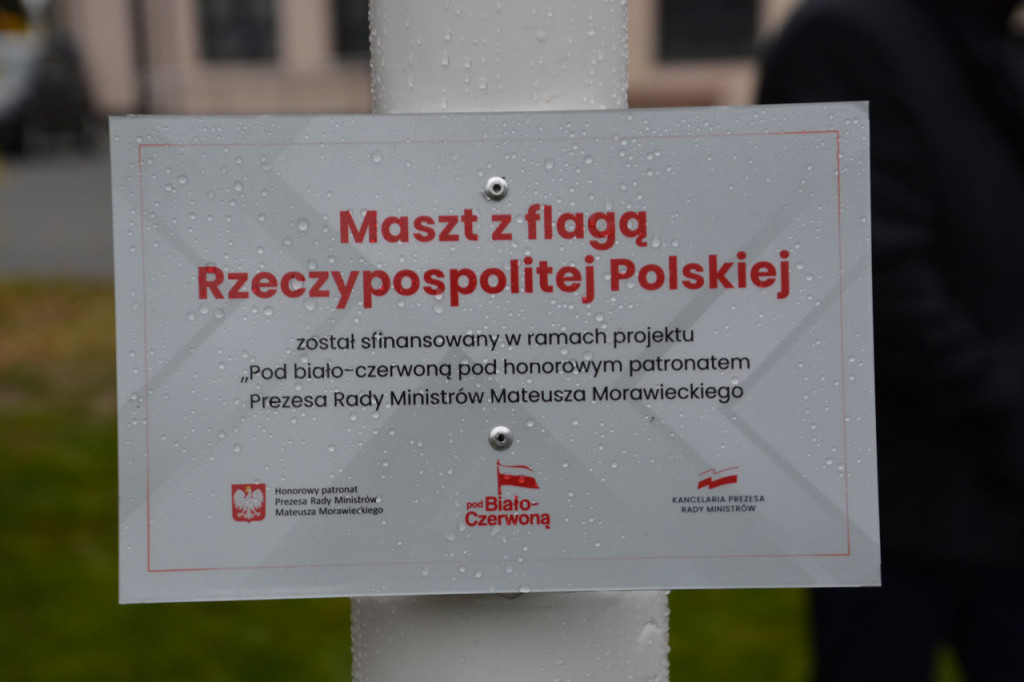 Maszt z flagą
Rzeczypospolitej Polskiej
został sfinansowany w ramach projektu
„Pod biało-czerwoną pod honorowym patronatem
Prezesa Rady Ministrów Mateusza Morawieckiego
Honorowy patronat
Prezesa Rady Ministrów
Mateusza Morawieckiego
pod Biało-
Czerwoną
KANCELARIA PREZESA
RADY MINISTRÓW